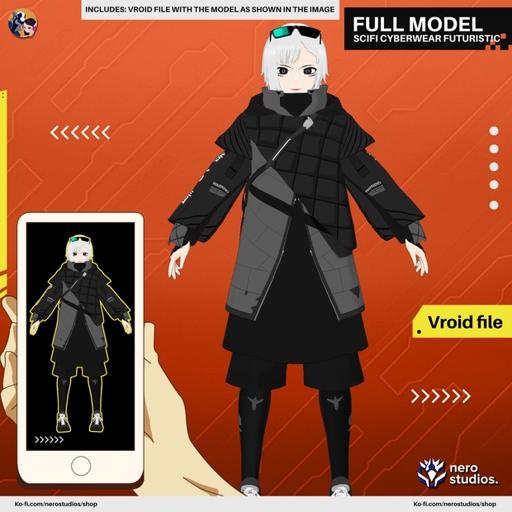 INCLUDES: VROID FILE WITH THE MODEL AS SHOWN IN THE IMAGE
FULL MODEL
SCIFI CYBERWEAR FUTURISTIC
Vroid file
nero
studios.
Ko-fi.com/nerostudios/shop
Ko-fi.com/nerostudios/shop